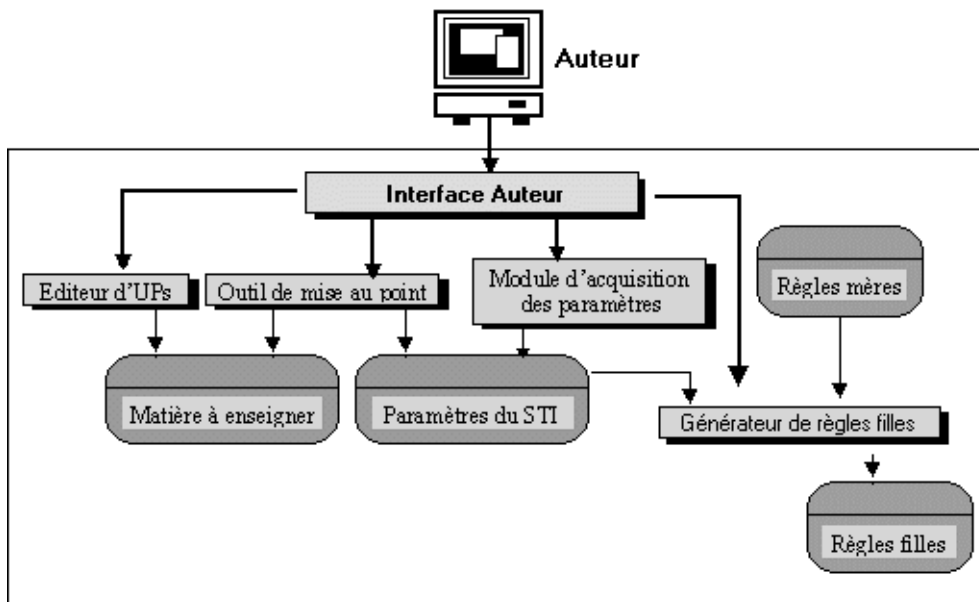 Auteur
Interface Auteur
Editeur d'UPs
Outil de mise au point
Module d'acquisition
des paramètres
Règles mères
Matière à enseigner
Paramètres du STI
Générateur de règles filles
Règles filles